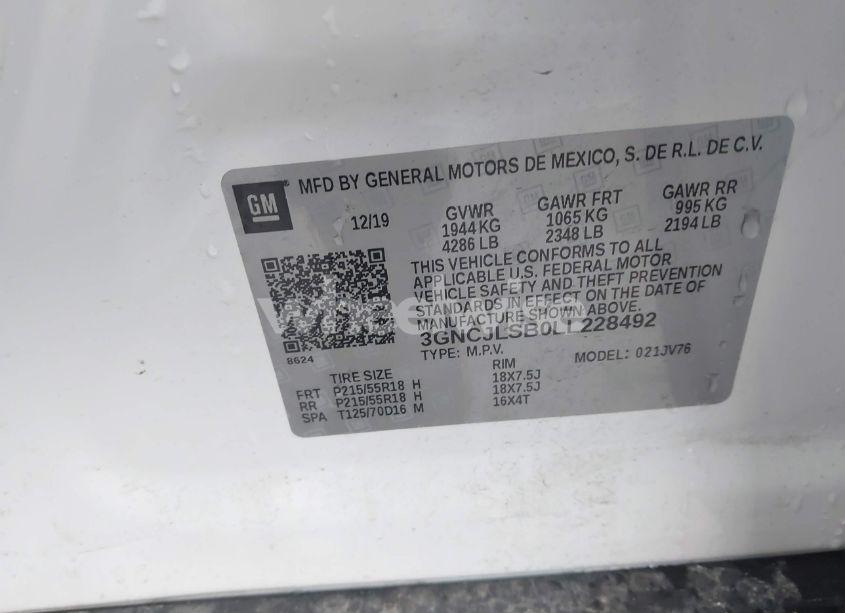 GM
MFD BY GENERAL MOTORS DE MEXICO, S. DE R.L. DE C.V.
12/19
GVWR
1944 KG
4286 LB
GAWR FRT
1065 KG
2348 LB
GAWR RR
995 KG
2194 LB
THIS VEHICLE CONFORMS TO ALL
APPLICABLE U.S. FEDERAL MOTOR
VEHICLE SAFETY AND THEFT PREVENTION
STANDARDS IN EFFECT ON THE DATE OF
MANUFACTURE SHOWN ABOVE.
3GNCJLSB0LL228492
8624
TYPE: M.P.V.
MODEL: 021JV76
TIRE SIZE RIM
FRT P215/55R18 H 18X7.5J
RR P215/55R18 H 18X7.5J
SPA T125/70D16 M 16X4T